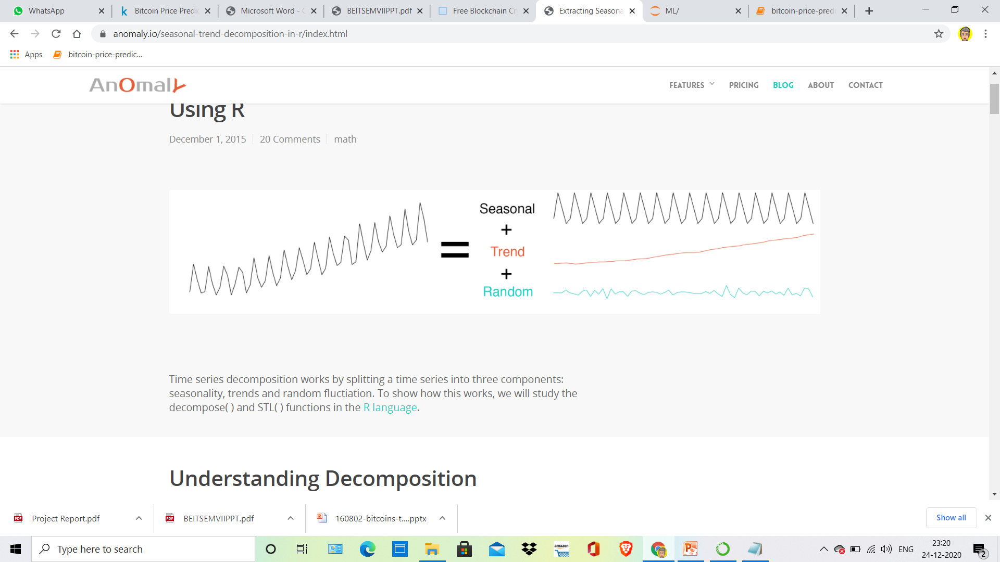 WhatsApp
Bitcoin Price Predic
Microsoft Word - C
BEITSEMVIIPPT.pdf
Free Blockchain Cr
Extracting Seasona
ML/
bitcoin-price-predi
anomaly.io/seasonal-trend-decomposition-in-r/index.html
Apps
bitcoin-price-predic...
AnOmaly
FEATURES
PRICING
BLOG
ABOUT
CONTACT
Using R
December 1, 2015
20 Comments
math
Seasonal
+
Trend
+
Random
=
Time series decomposition works by splitting a time series into three components:
seasonality, trends and random fluctiation. To show how this works, we will study the
decompose( ) and STL( ) functions in the R language.
Understanding Decomposition
Project Report.pdf
BEITSEMVIIPPT.pdf
160802-bitcoins-t....pptx
Show all
Type here to search
amazon
ENG
23:20
24-12-2020
2